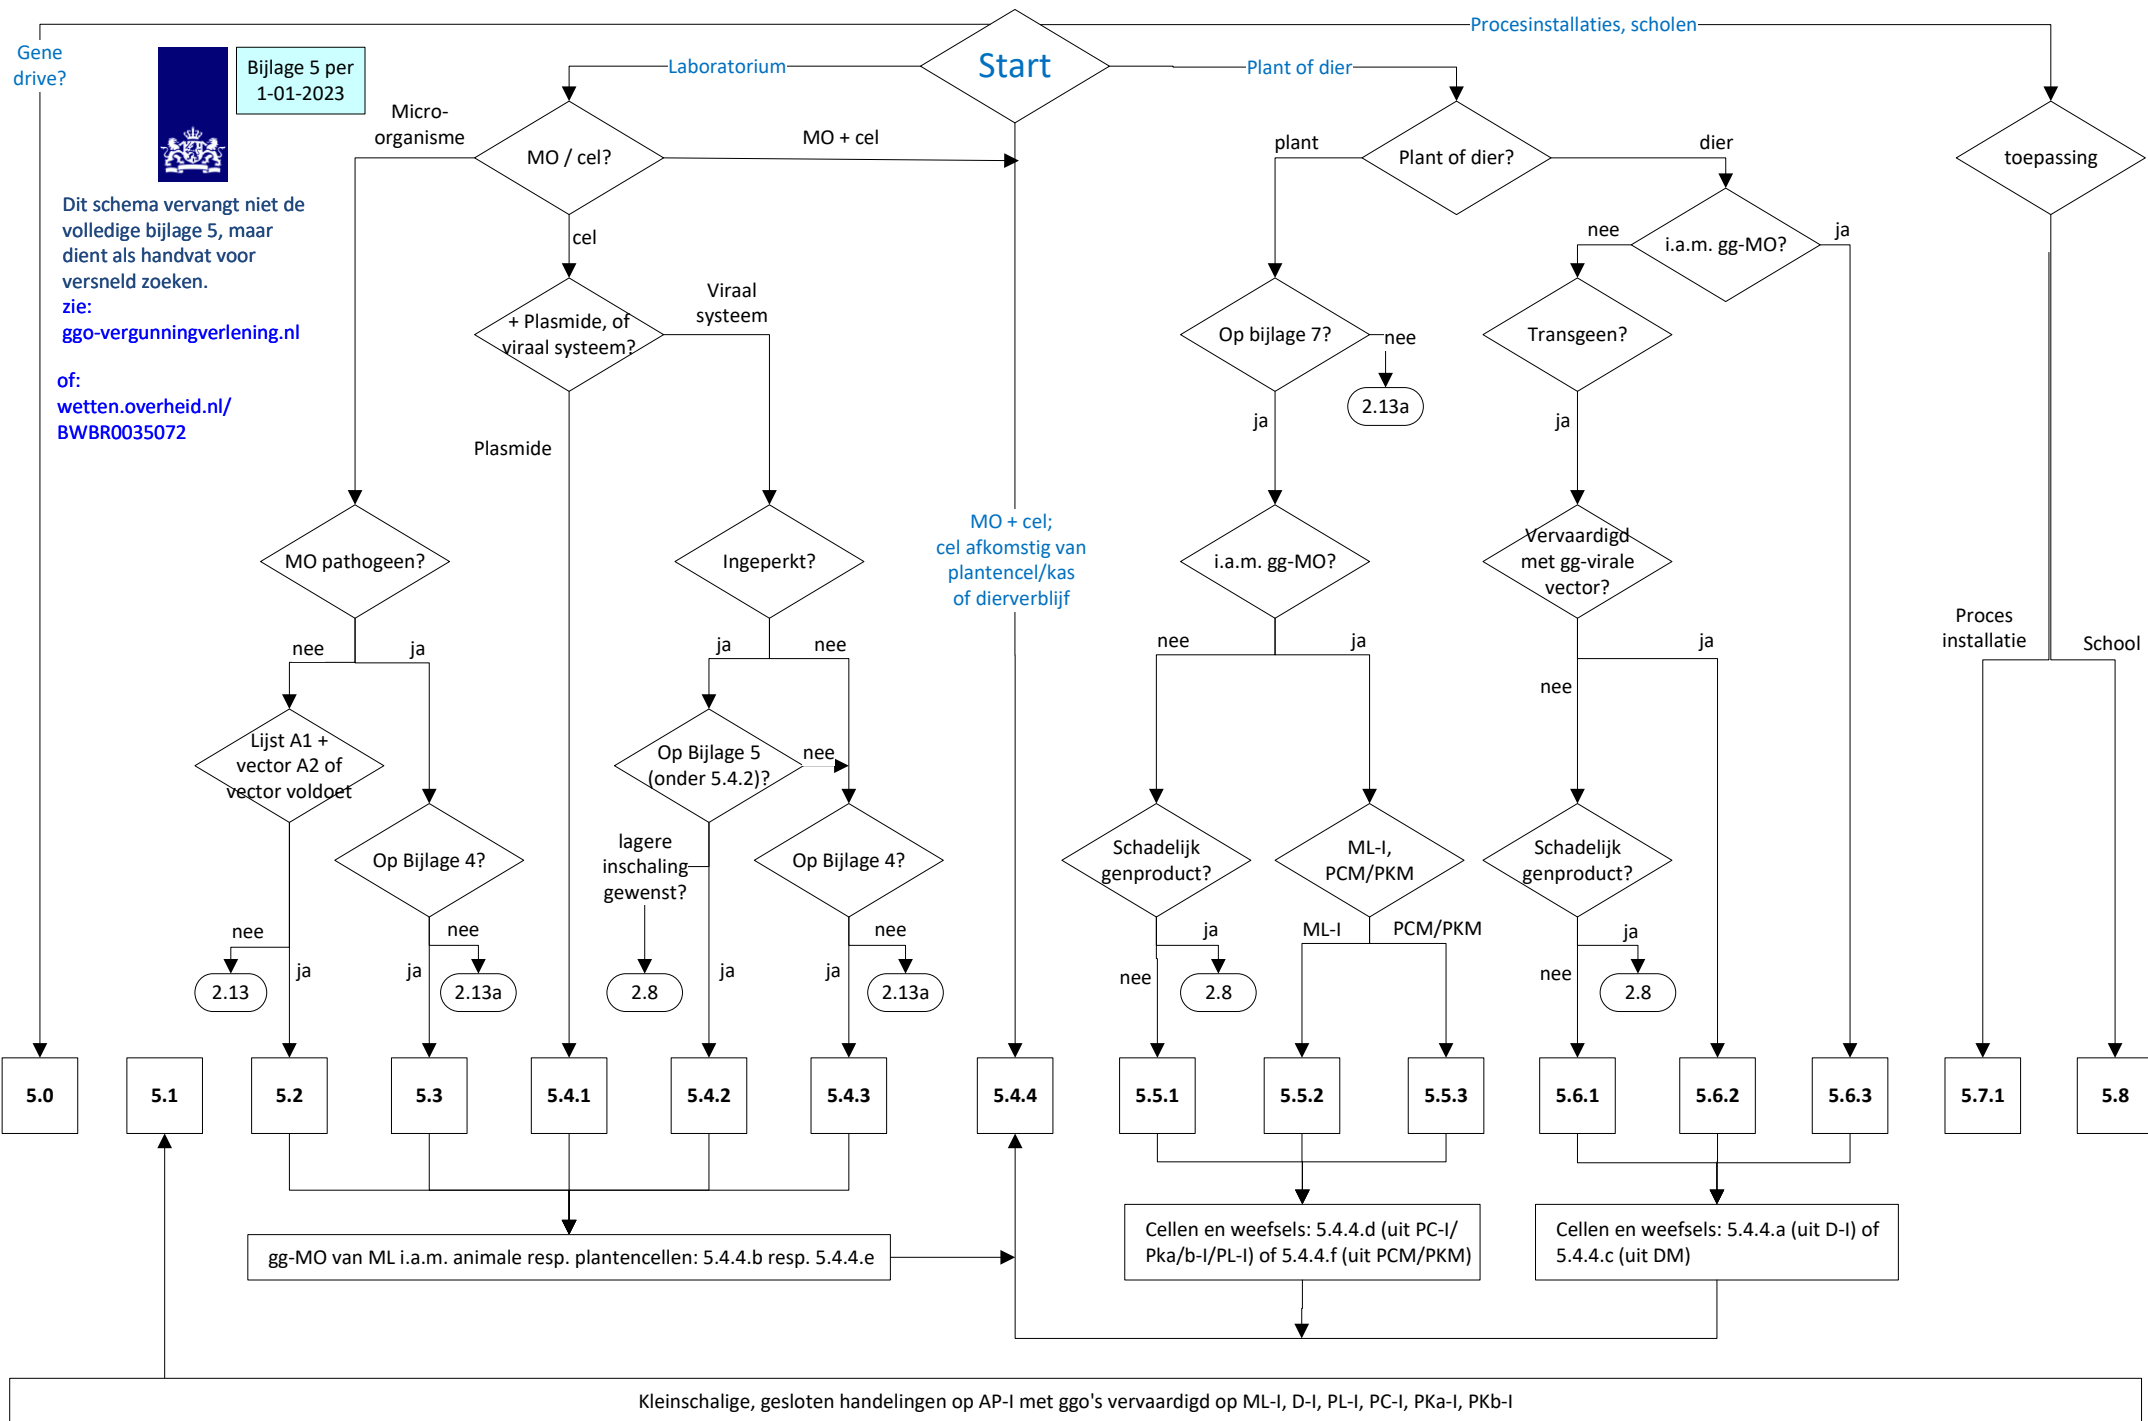 Procesinstallaties, scholen
Gene
drive?
Bijlage 5 per
1-01-2023
Laboratorium
Start
Plant of dier
Micro-
organisme
MO / cel?
MO + cel
plant
Plant of dier?
dier
toepassing
Dit schema vervangt niet de
volledige bijlage 5, maar
dient als handvat voor
versneld zoeken.
zie:
ggo-vergunningverlening.nl
of:
wetten.overheid.nl/
BWBR0035072
cel
nee
i.a.m. gg-MO?
ja
Viraal
systeem
+ Plasmide, of
viraal systeem?
Op bijlage 7?
nee
Transgeen?
2.13a
ja
ja
Plasmide
MO pathogeen?
Ingeperkt?
MO + cel;
cel afkomstig van
plantencel/kas
of dierverblijf
i.a.m. gg-MO?
Vervaardigd
met gg-virale
vector?
Proces
installatie
School
nee
ja
ja
nee
nee
ja
ja
nee
Lijst A1 +
vector A2 of
vector voldoet
Op Bijlage 5
(onder 5.4.2)?
nee
Op Bijlage 4?
lagere
inschaling
gewenst?
Op Bijlage 4?
Schadelijk
genproduct?
ML-I,
PCM/PKM
Schadelijk
genproduct?
nee
nee
nee
ja
ML-I
PCM/PKM
ja
ja
ja
ja
ja
nee
nee
2.13
2.13a
2.8
2.13a
2.8
2.8
5.0
5.1
5.2
5.3
5.4.1
5.4.2
5.4.3
5.4.4
5.5.1
5.5.2
5.5.3
5.6.1
5.6.2
5.6.3
5.7.1
5.8
gg-MO van ML i.a.m. animale resp. plantencellen: 5.4.4.b resp. 5.4.4.e
Cellen en weefsels: 5.4.4.d (uit PC-I/
Pka/b-I/PL-I) of 5.4.4.f (uit PCM/PKM)
Cellen en weefsels: 5.4.4.a (uit D-I) of
5.4.4.c (uit DM)
Kleinschalige, gesloten handelingen op AP-I met ggo's vervaardigd op ML-I, D-I, PL-I, PC-I, PKa-I, PKb-I